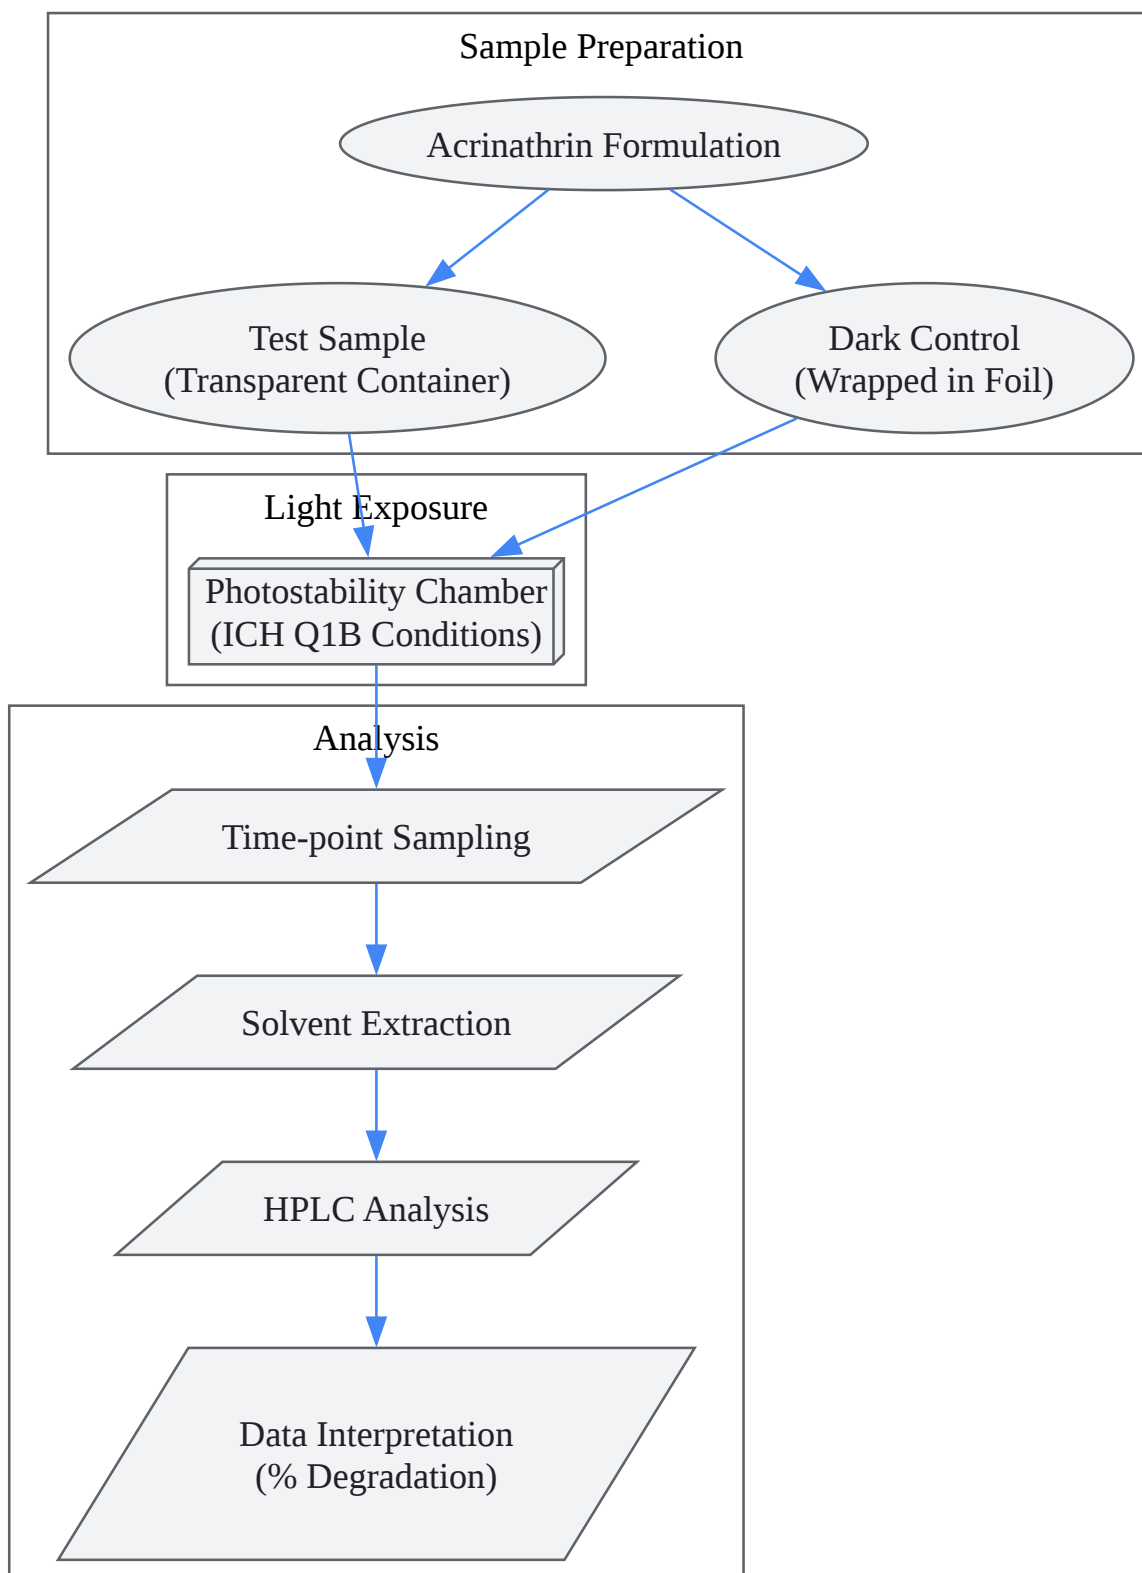 Sample Preparation
Acrinathrin Formulation
Test Sample
(Transparent Container)
Dark Control
(Wrapped in Foil)
Light Exposure
Photostability Chamber
(ICH Q1B Conditions)
Analysis
Time-point Sampling
Solvent Extraction
HPLC Analysis
Data Interpretation
(% Degradation)